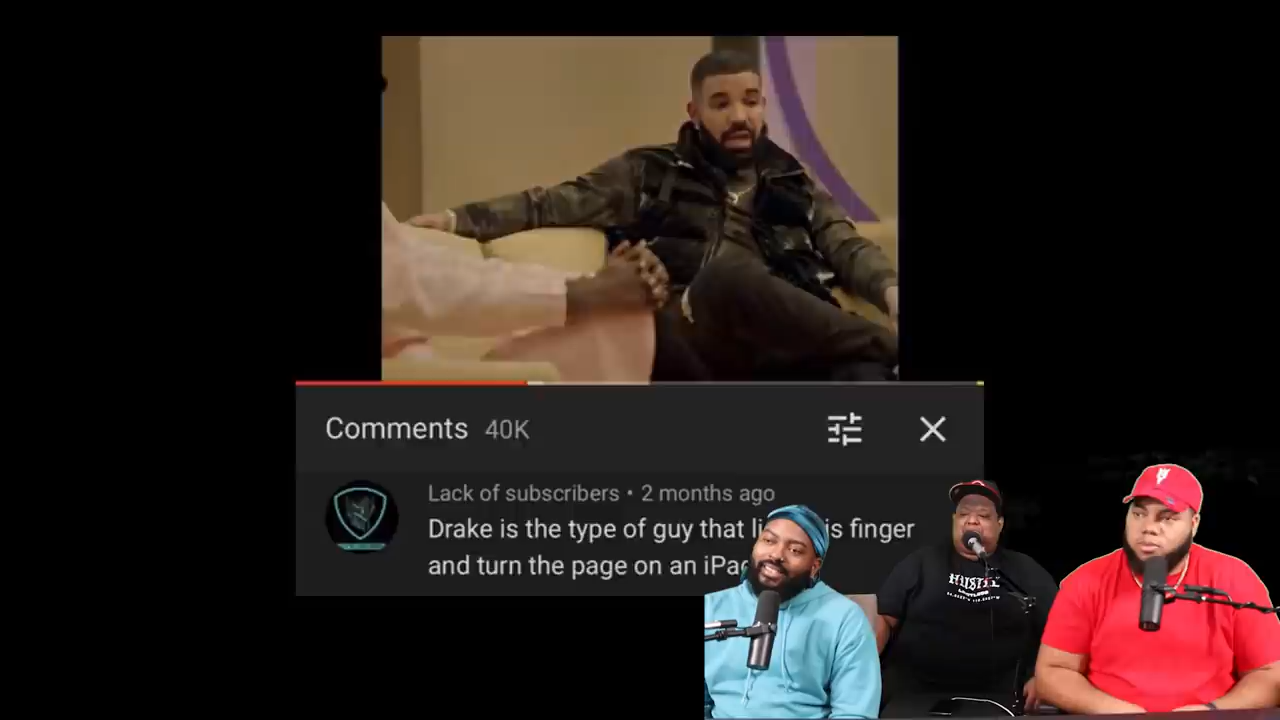 Comments 40K
Lack of subscribers • 2 months ago
Drake is the type of guy that is finger
and turn the page on an
HUSTLE